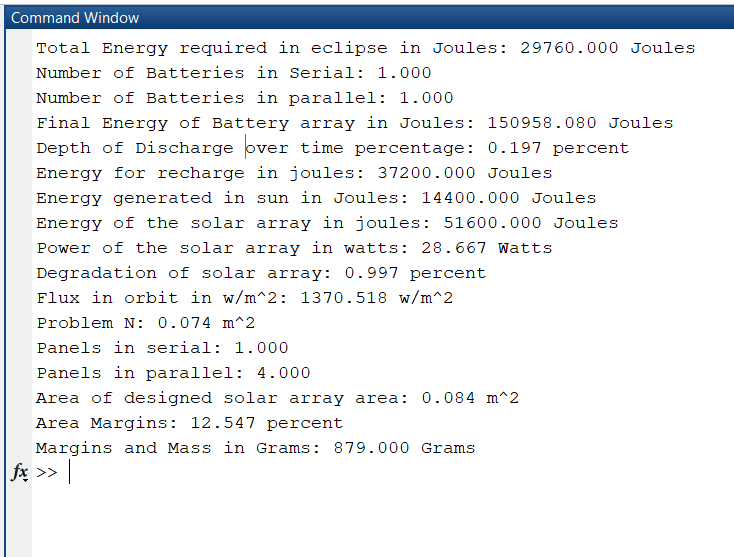 Command Window
Total Energy required in eclipse in Joules: 29760.000 Joules
Number of Batteries in Serial: 1.000
Number of Batteries in parallel: 1.000
Final Energy of Battery array in Joules: 150958.080 Joules
Depth of Discharge over time percentage: 0.197 percent
Energy for recharge in joules: 37200.000 Joules
Energy generated in sun in Joules: 14400.000 Joules
Energy of the solar array in joules: 51600.000 Joules
Power of the solar array in watts: 28.667 Watts
Degradation of solar array: 0.997 percent
Flux in orbit in w/m^2: 1370.518 w/m^2
Problem N: 0.074 m^2
Panels in serial: 1.000
Panels in parallel: 4.000
Area of designed solar array area: 0.084 m^2
Area Margins: 12.547 percent
Margins and Mass in Grams: 879.000 Grams
fx >>